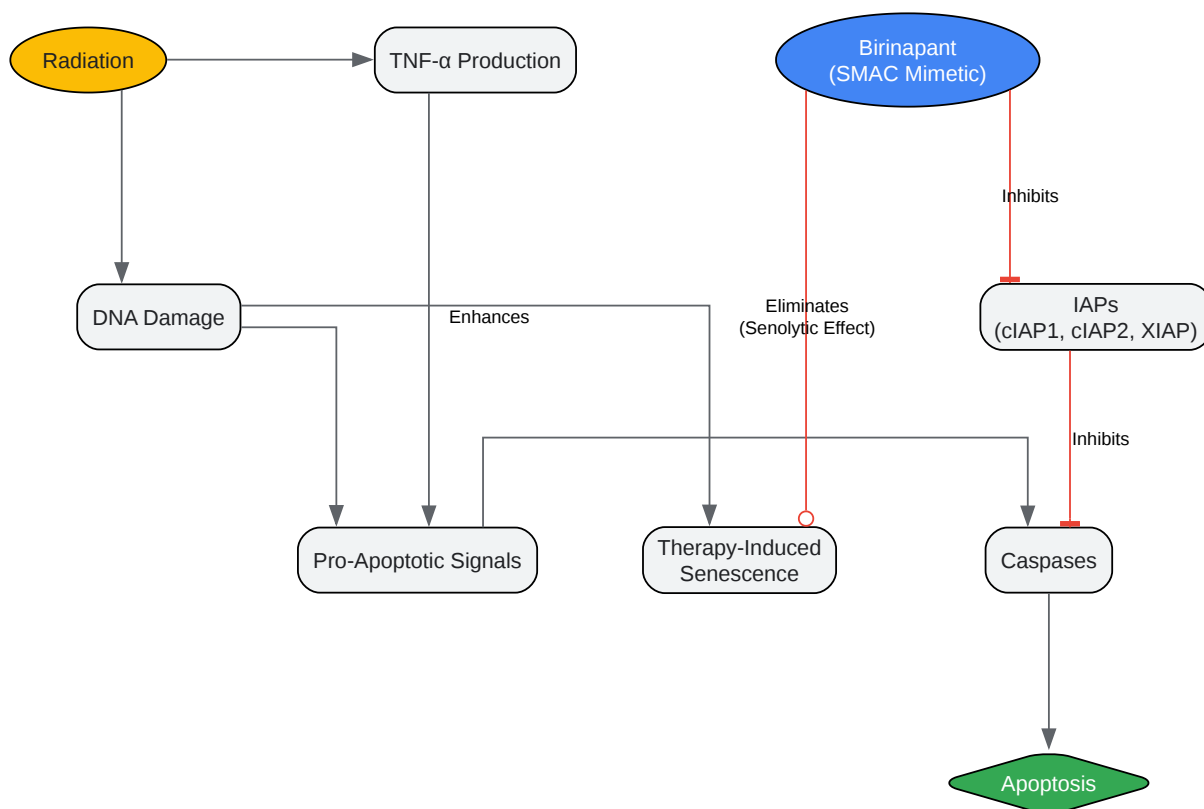 Radiation
TNF-α Production
Birinapant
(SMAC Mimetic)
Inhibits
DNA Damage
Enhances
Eliminates
(Senolytic Effect)
IAPs
(cIAP1, cIAP2, XIAP)
Inhibits
Pro-Apoptotic Signals
Therapy-Induced
Senescence
Caspases
Apoptosis